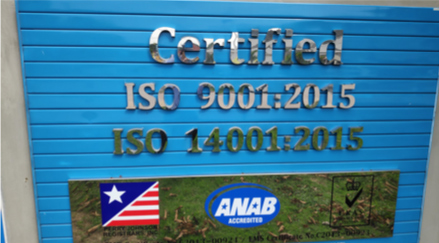 Certified
ISO 9001:2015
ISO 14001:2015
ANAB
ACCREDITED